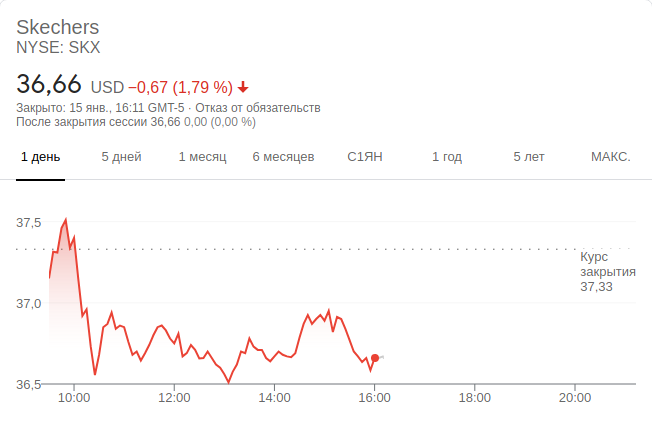 Skechers
NYSE: SKX
36,66 USD −0,67 (1,79 %)
Закрыто: 15 янв., 16:11 GMT-5 · Отказ от обязательств
После закрытия сессии 36,66 0,00 (0,00 %)
1 день 5 дней 1 месяц 6 месяцев С1ЯН 1 год 5 лет МАКС.
37,5
Курс
закрытия
37,33
37,0
36,5
10:00 12:00 14:00 16:00 18:00 20:00